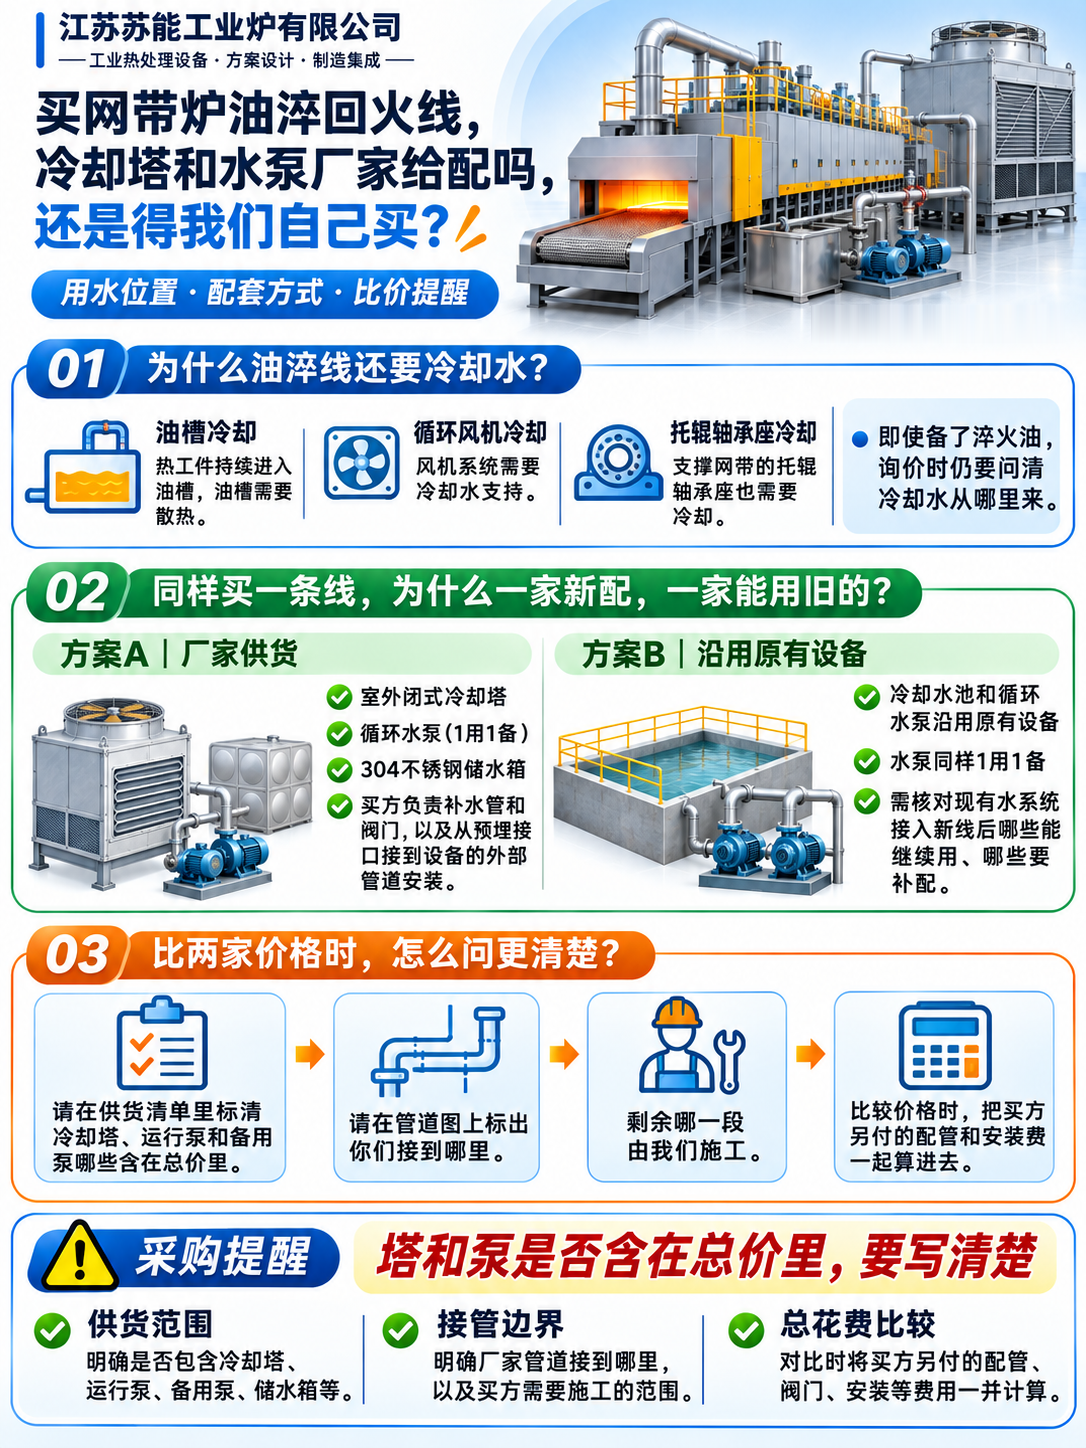 江苏苏能工业炉有限公司
工业热处理设备·方案设计·制造集成
买网带炉油淬回火线，
冷却塔和水泵厂家给配吗，
还是得我们自己买？
用水位置·配套方式·比价提醒
01 为什么油淬线还要冷却水？
油槽冷却
热工件持续进入
油槽，油槽需要
散热。
循环风机冷却
风机系统需要
冷却水支持。
托辊轴承座冷却
支撑网带的托辊
轴承座也需要
冷却。
即使备了淬火油，
询价时仍要问清
冷却水从哪里来。
02 同样买一条线，为什么一家新配，一家能用旧的？
方案A｜厂家供货
室外闭式冷却塔
循环水泵（1用1备）
304不锈钢储水箱
买方负责补水管和
阀门，以及从预埋接
口接到设备的外部
管道安装。
方案B｜沿用原有设备
冷却水池和循环
水泵沿用原有设备
水泵同样1用1备
需核对现有水系统
接入新线后哪些能
继续用、哪些要
补配。
03 比两家价格时，怎么问更清楚？
请在供货清单里标清
冷却塔、运行泵和备用
泵哪些含在总价里。
请在管道图上标出
你们接到哪里。
剩余哪一段
由我们施工。
比较价格时，把买方
另付的配管和安装费
一起算进去。
采购提醒
塔和泵是否含在总价里，要写清楚
供货范围
明确是否包含冷却塔、
运行泵、备用泵、储水箱等。
接管边界
明确厂家管道接到哪里，
以及买方需要施工的范围。
总花费比较
对比时将买方另付的配管、
阀门、安装等费用一并计算。